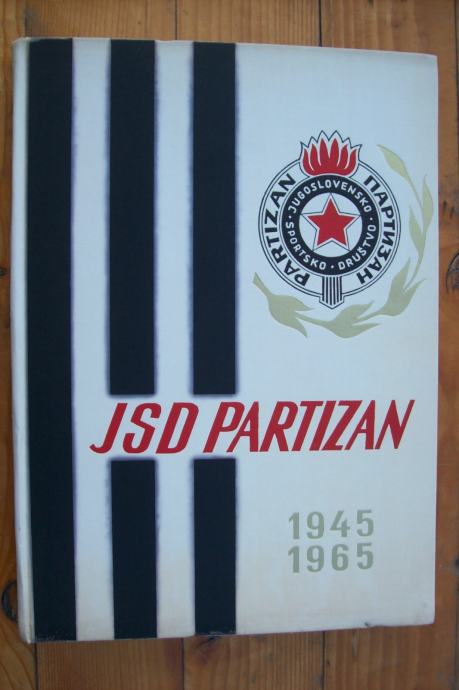 PARTIZAN ПАРТИЗАН
JUGOSLOVENSKO
SPORTSKO · DRUŠTVO
JSD PARTIZAN
1945
1965